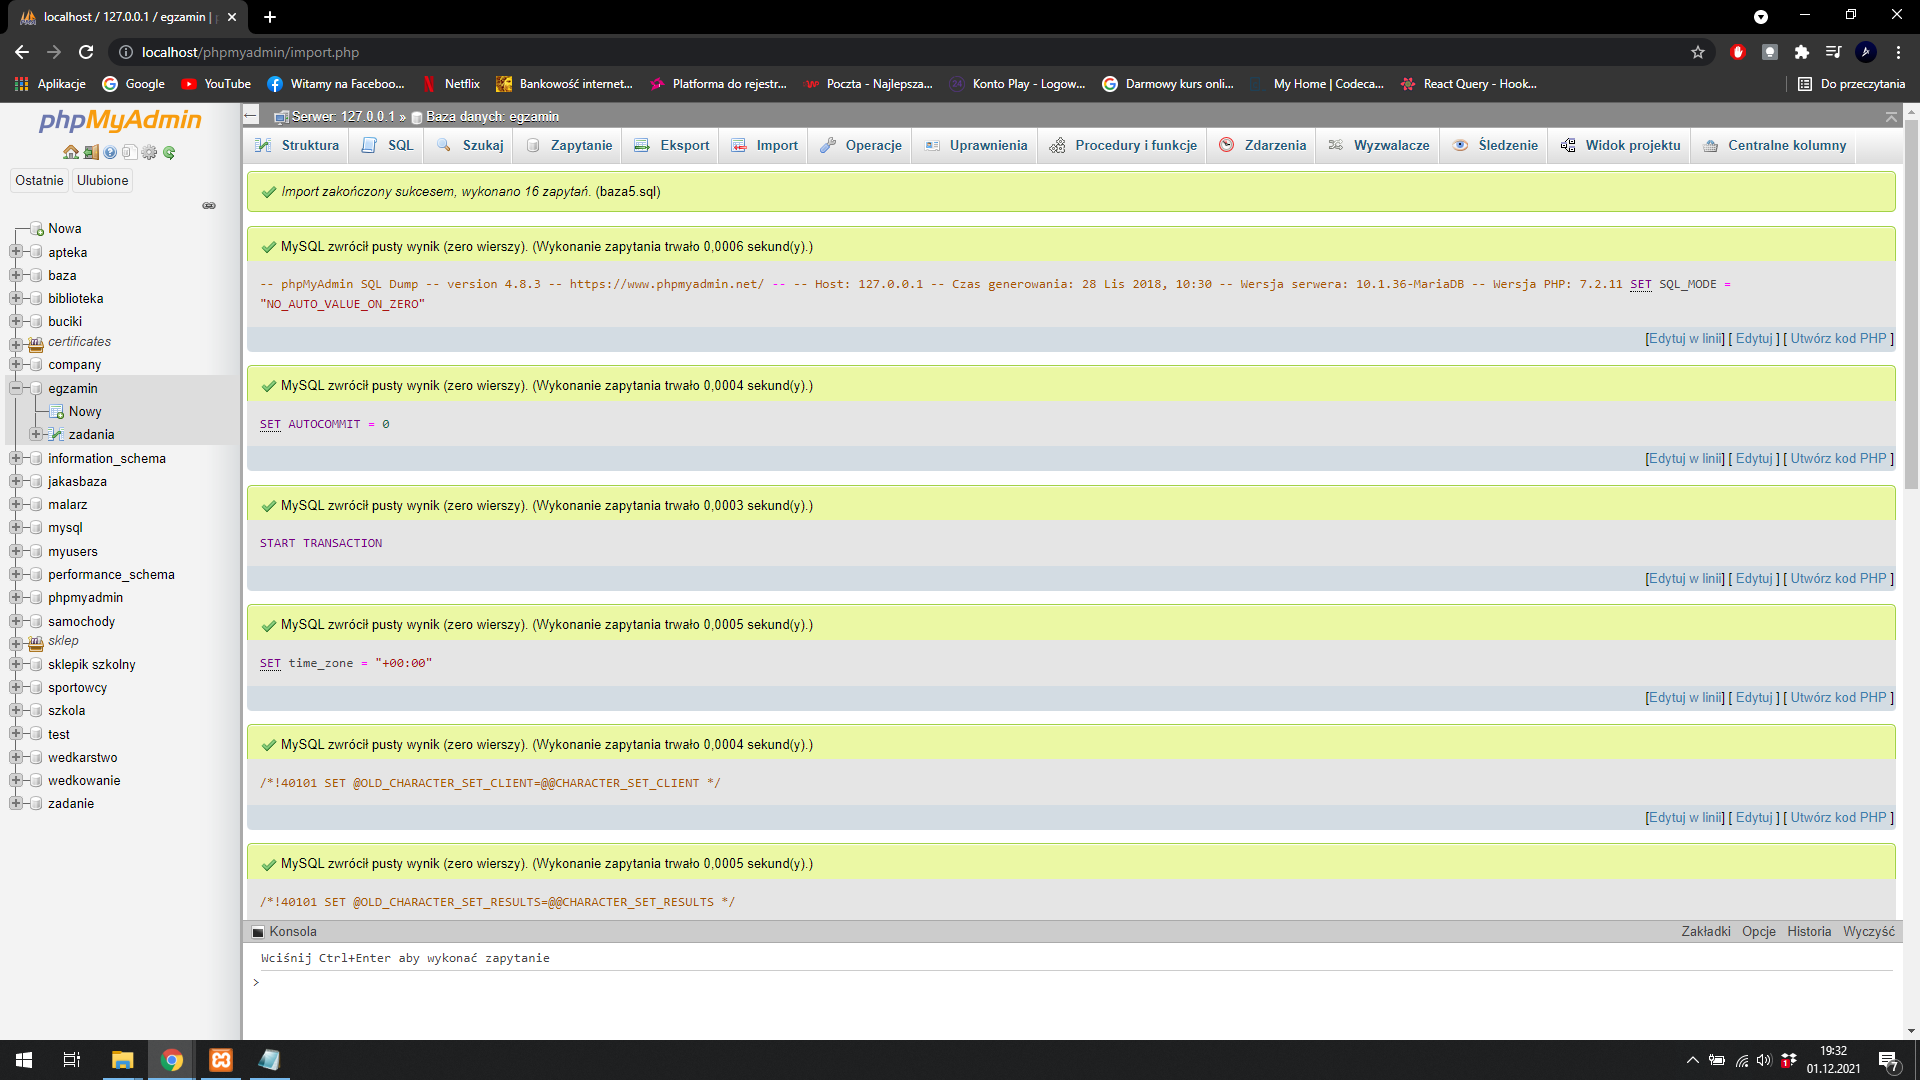 localhost / 127.0.0.1 / egzamin |
localhost/phpmyadmin/import.php
Aplikacje Google YouTube Witamy na Faceboo... Netflix Bankowość internet... Platforma do rejestr... Poczta - Najlepsza... Konto Play - Logow... Darmowy kurs onli... My Home | Codeca... React Query - Hook... Do przeczytania
phpMyAdmin
Ostatnie Ulubione
Nowa
apteka
baza
biblioteka
buciki
certificates
company
egzamin
Nowy
zadania
information_schema
jakasbaza
malarz
mysql
myusers
performance_schema
phpmyadmin
samochody
sklep
sklepik szkolny
sportowcy
szkola
test
wedkarstwo
wedkowanie
zadanie
Serwer: 127.0.0.1 » Baza danych: egzamin
Struktura SQL Szukaj Zapytanie Eksport Import Operacje Uprawnienia Procedury i funkcje Zdarzenia Wyzwalacze Śledzenie Widok projektu Centralne kolumny
Import zakończony sukcesem, wykonano 16 zapytań. (baza5.sql)
MySQL zwrócił pusty wynik (zero wierszy). (Wykonanie zapytania trwało 0,0006 sekund(y).)
-- phpMyAdmin SQL Dump -- version 4.8.3 -- https://www.phpmyadmin.net/ -- -- Host: 127.0.0.1 -- Czas generowania: 28 Lis 2018, 10:30 -- Wersja serwera: 10.1.36-MariaDB -- Wersja PHP: 7.2.11 SET SQL_MODE =
"NO_AUTO_VALUE_ON_ZERO"
[Edytuj w linii] [ Edytuj ] [ Utwórz kod PHP ]
MySQL zwrócił pusty wynik (zero wierszy). (Wykonanie zapytania trwało 0,0004 sekund(y).)
SET AUTOCOMMIT = 0
[Edytuj w linii] [ Edytuj ] [ Utwórz kod PHP ]
MySQL zwrócił pusty wynik (zero wierszy). (Wykonanie zapytania trwało 0,0003 sekund(y).)
START TRANSACTION
[Edytuj w linii] [ Edytuj ] [ Utwórz kod PHP ]
MySQL zwrócił pusty wynik (zero wierszy). (Wykonanie zapytania trwało 0,0005 sekund(y).)
SET time_zone = "+00:00"
[Edytuj w linii] [ Edytuj ] [ Utwórz kod PHP ]
MySQL zwrócił pusty wynik (zero wierszy). (Wykonanie zapytania trwało 0,0004 sekund(y).)
/*!40101 SET @OLD_CHARACTER_SET_CLIENT=@@CHARACTER_SET_CLIENT */
[Edytuj w linii] [ Edytuj ] [ Utwórz kod PHP ]
MySQL zwrócił pusty wynik (zero wierszy). (Wykonanie zapytania trwało 0,0005 sekund(y).)
/*!40101 SET @OLD_CHARACTER_SET_RESULTS=@@CHARACTER_SET_RESULTS */
Konsola Zakładki Opcje Historia Wyczyść
Wciśnij Ctrl+Enter aby wykonać zapytanie
>
19:32
01.12.2021
7